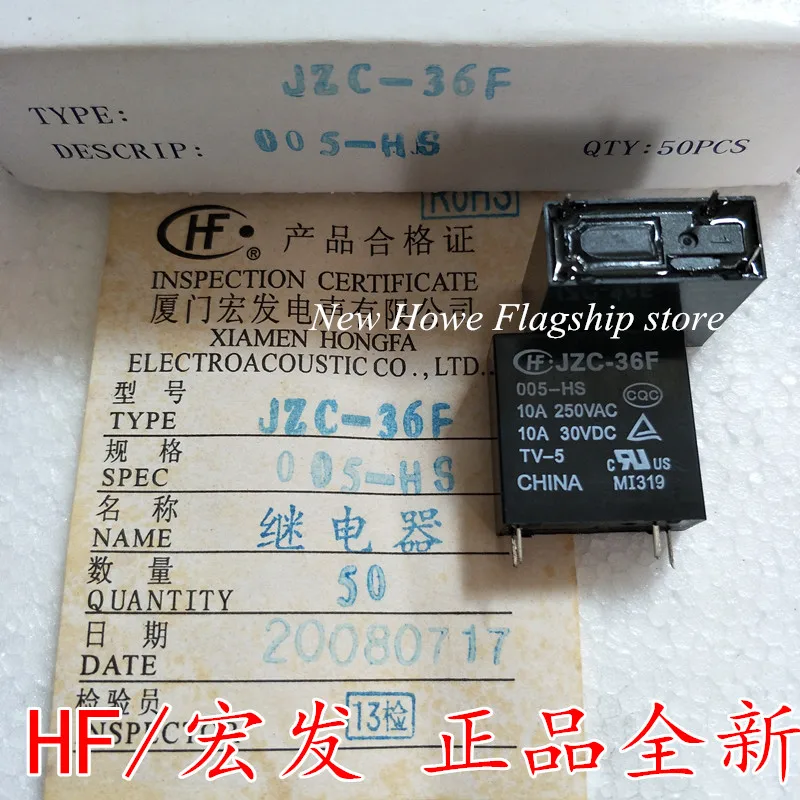 JZC-36F
TYPE:
DESCRIP: 005-HS QTY:50PCS
ROHS
HF ® 产品合格证
INSPECTION CERTIFICATE
厦门宏发电声有限公司
New Howe Flagship store
XIAMEN HONGFA
ELECTROACOUSTIC CO., LTD.
型号
TYPE JZC-36F
规格
SPEC 005-HS
名称
NAME 继电器
数量
QUANTITY 50
日期
DATE 20080717
检验员
INSPECTOR 13检
HF JZC-36F
005-HS
CQC
10A 250VAC
10A 30VDC
TV-5
c RU US
CHINA MI319
HF/宏发 正品全新